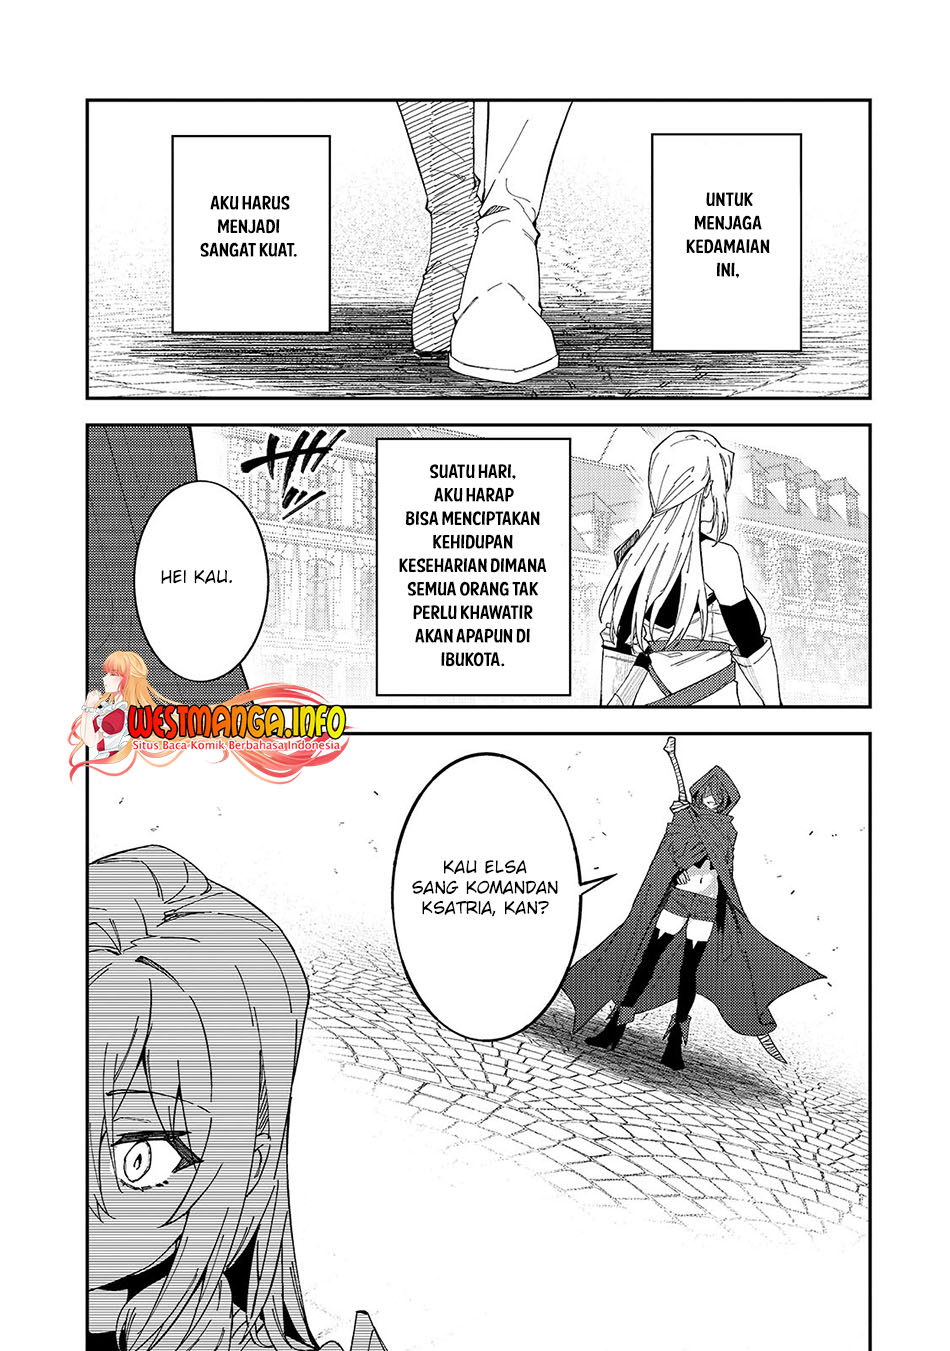 UNTUK
MENJAGA
KEDAMAIAN
INI,
AKU HARUS
MENJADI
SANGAT KUAT.
SUATU HARI,
AKU HARAP
BISA MENCIPTAKAN
KEHIDUPAN
KESEHARIAN DIMANA
SEMUA ORANG TAK
PERLU KHAWATIR
AKAN APAPUN DI
IBUKOTA.
HEI KAU.
WESTMANGA.INFO
Situs Baca Komik Berbahasa Indonesia
KAU ELSA
SANG KOMANDAN
KSATRIA, KAN?